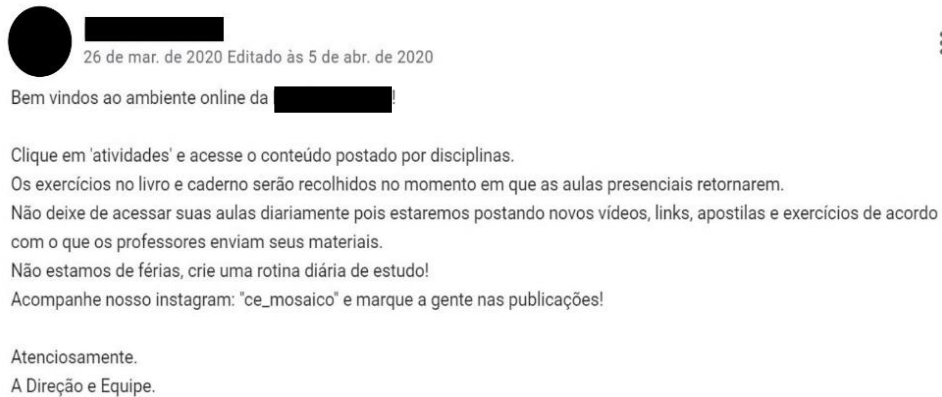 26 de mar. de 2020 Editado às 5 de abr. de 2020
Bem vindos ao ambiente online da !
Clique em 'atividades' e acesse o conteúdo postado por disciplinas.
Os exercícios no livro e caderno serão recolhidos no momento em que as aulas presenciais retornarem.
Não deixe de acessar suas aulas diariamente pois estaremos postando novos vídeos, links, apostilas e exercícios de acordo
com o que os professores enviam seus materiais.
Não estamos de férias, crie uma rotina diária de estudo!
Acompanhe nosso instagram: "ce_mosaico" e marque a gente nas publicações!
Atenciosamente.
A Direção e Equipe.